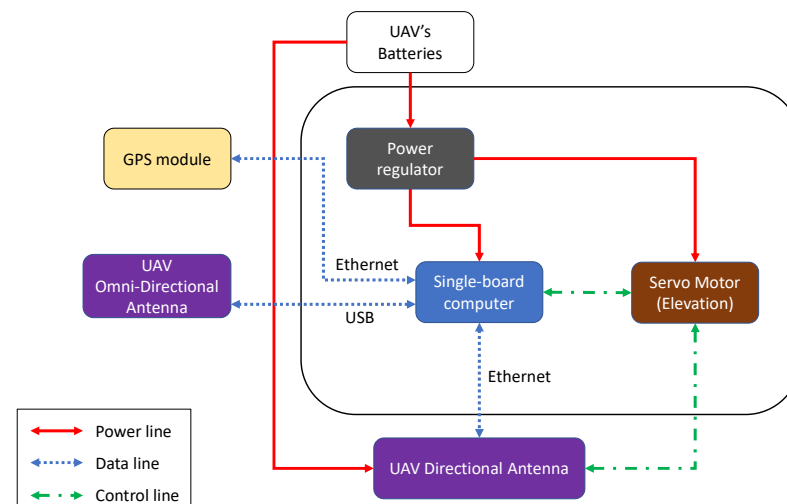 UAV's
Batteries
Power
regulator
GPS module
Ethernet
UAV
Omni-Directional
Antenna
Single-board
computer
Servo Motor
(Elevation)
USB
Ethernet
Power line
Data line
Control line
UAV Directional Antenna